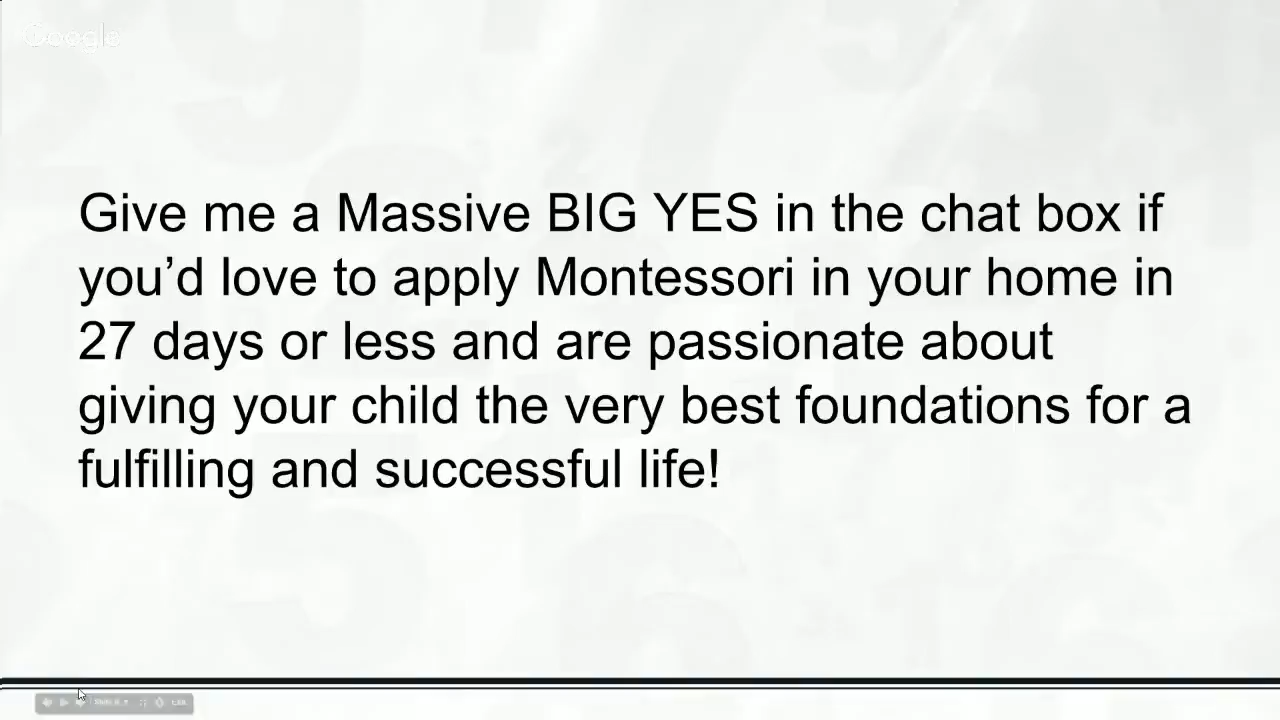 Google
Give me a Massive BIG YES in the chat box if
you’d love to apply Montessori in your home in
27 days or less and are passionate about
giving your child the very best foundations for a
fulfilling and successful life!